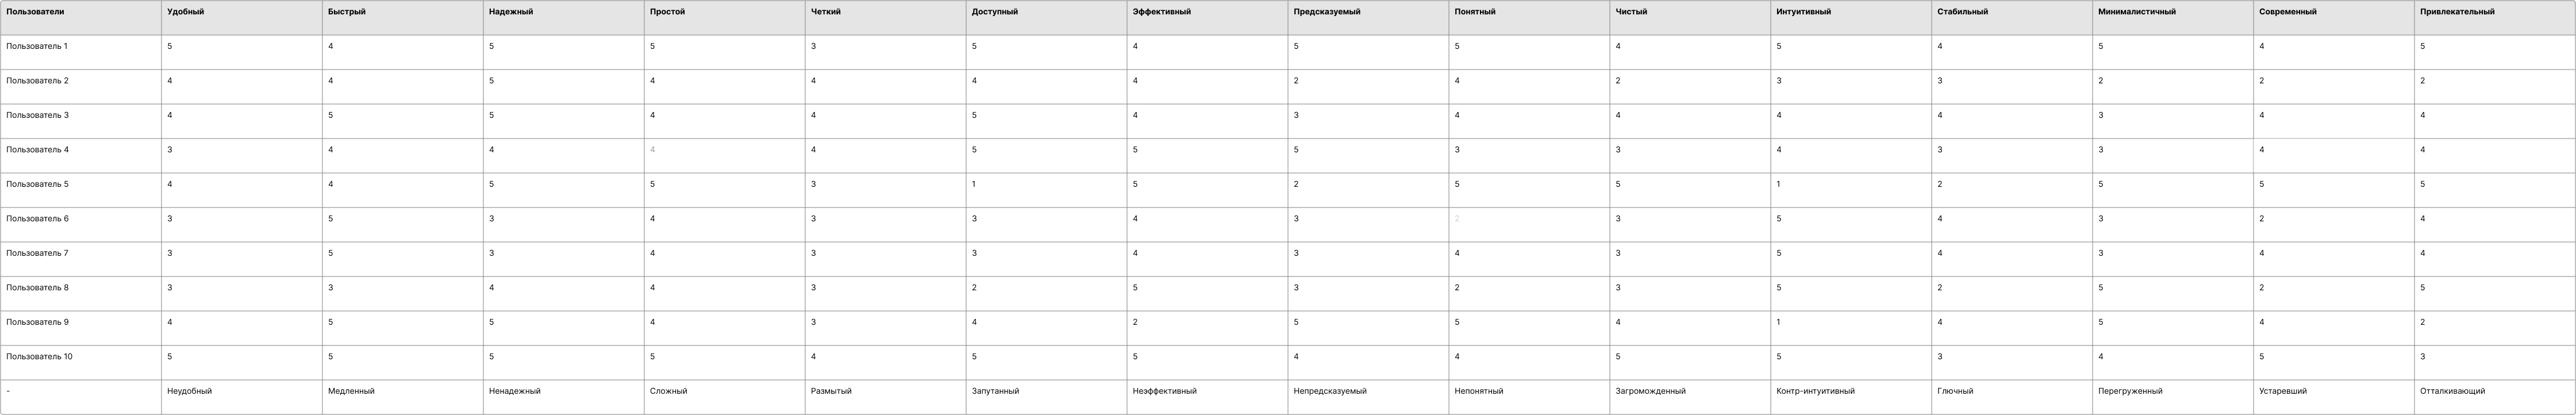 Пользователи Удобный Быстрый Надежный Простой Четкий Доступный Эффективный Предсказуемый Понятный Чистый Интуитивный Стабильный Минималистичный Современный Привлекательный
Пользователь 1 5 4 5 5 3 5 4 5 5 4 5 4 5 4 5
Пользователь 2 4 4 5 4 4 4 4 2 4 2 3 3 2 2 2
Пользователь 3 4 5 5 4 4 5 4 3 4 4 4 4 3 4 4
Пользователь 4 3 4 4 4 4 5 5 5 3 3 4 3 3 4 4
Пользователь 5 4 4 5 5 3 1 5 2 5 5 1 2 5 5 5
Пользователь 6 3 5 3 4 3 3 4 3 2 3 5 4 3 2 4
Пользователь 7 3 5 3 4 3 3 4 3 4 3 5 4 3 4 4
Пользователь 8 3 3 4 4 3 2 5 3 2 3 5 2 5 2 5
Пользователь 9 4 5 5 4 3 4 2 5 5 4 1 4 5 4 2
Пользователь 10 5 5 5 5 4 5 5 4 4 5 5 3 4 5 3
- Неудобный Медленный Ненадежный Сложный Размытый Запутанный Неэффективный Непредсказуемый Непонятный Загроможденный Контр-интуитивный Глючный Перегруженный Устаревший Отталкивающий